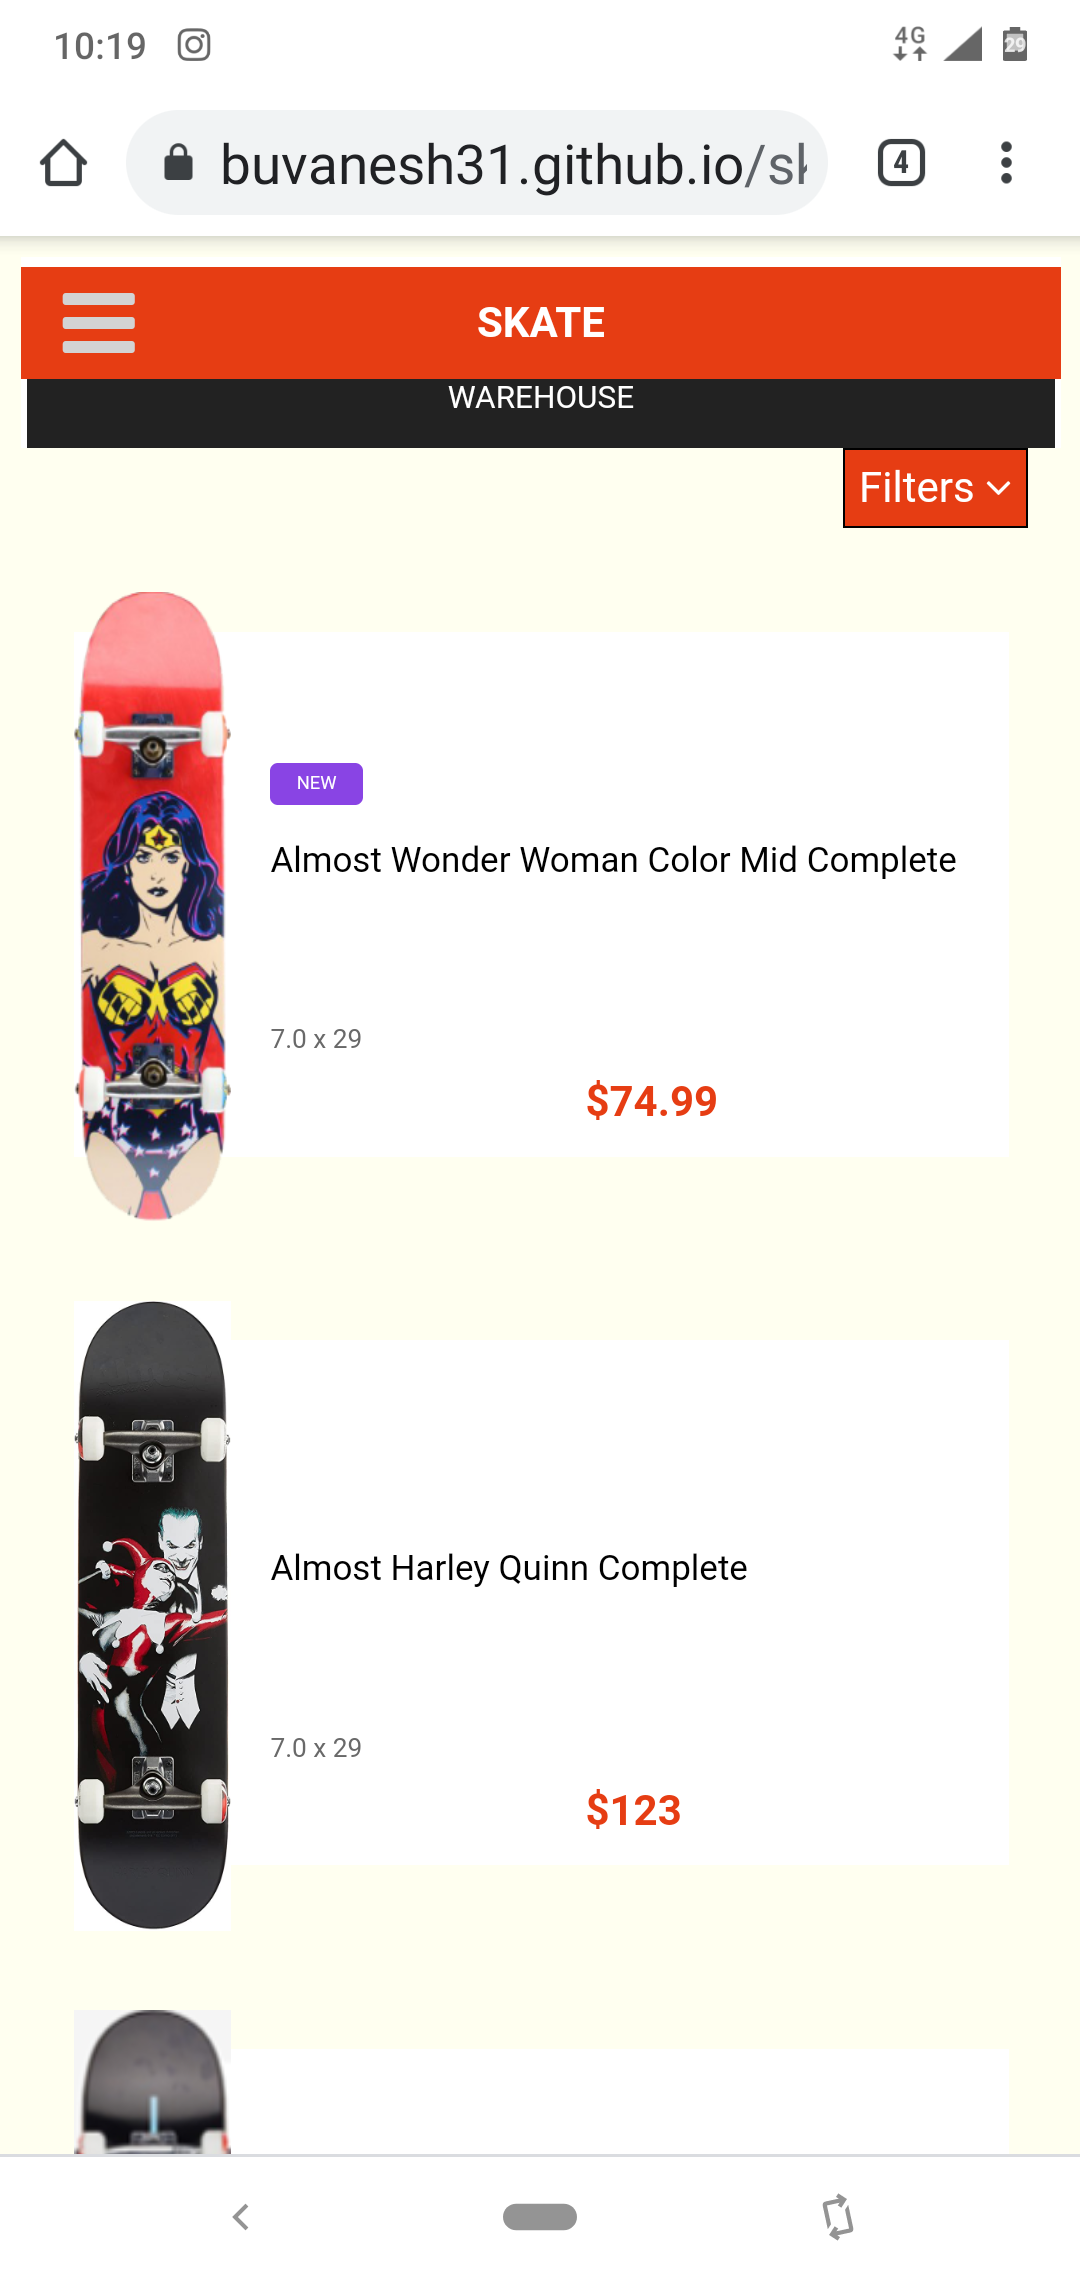 10:19
4G
29
buvanesh31.github.io/sk
4
SKATE
WAREHOUSE
Filters
NEW
Almost Wonder Woman Color Mid Complete
7.0 x 29
$74.99
Almost Harley Quinn Complete
7.0 x 29
$123